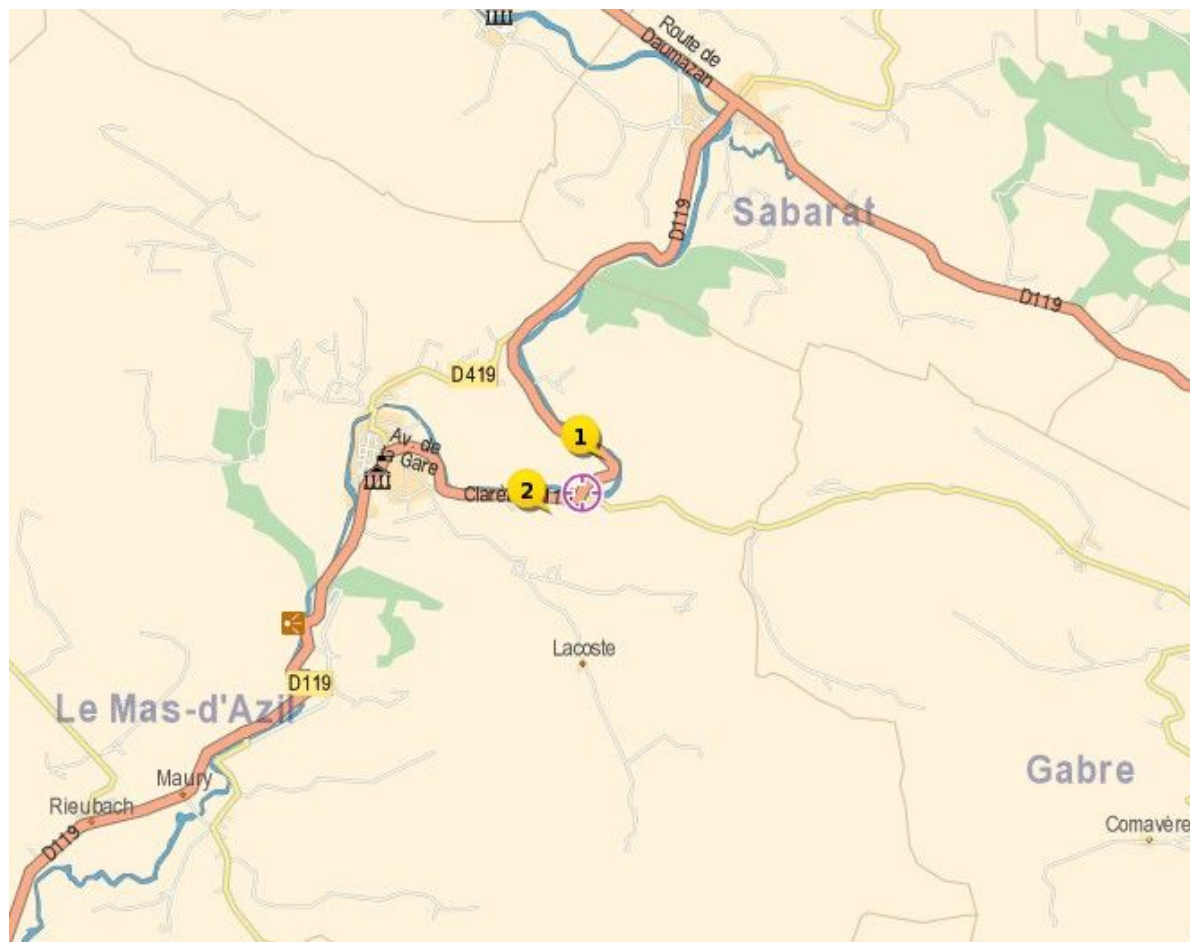 Route de
Daumazan
D119
Sabarat
D119
D419
Av. de
la Gare
1
2
Lacoste
D119
Le Mas-d'Azil
Maury
Rieubach
D119
Gabre
Comavère